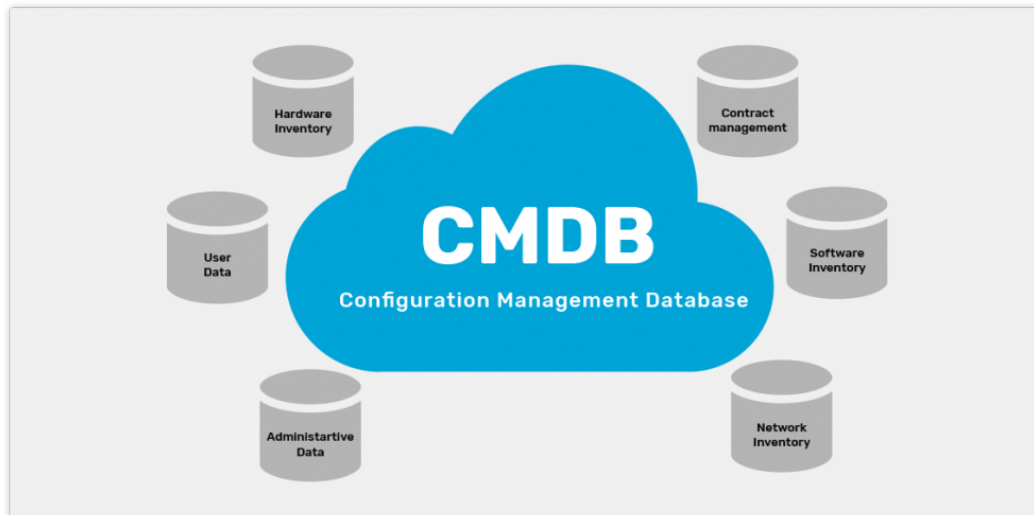 Hardware
Inventory
Contract
management
User
Data
CMDB
Configuration Management Database
Software
Inventory
Administartive
Data
Network
Inventory